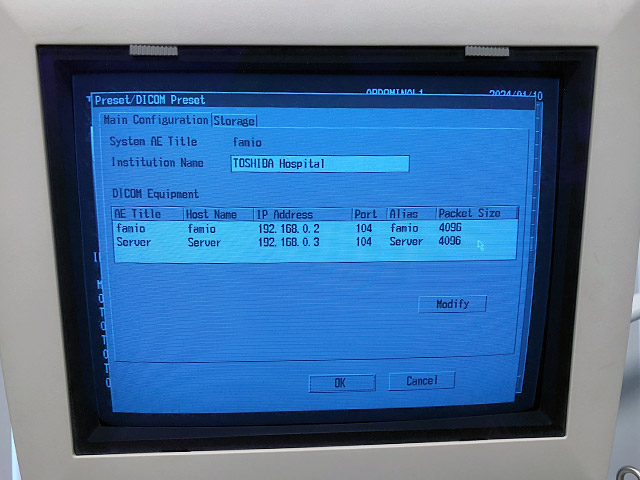 ABDOMINAL1 2024/01/10
Preset/DICOM Preset
Main Configuration Storage
System AE Title famio
Institution Name TOSHIBA Hospital
DICOM Equipment
AE Title Host Name IP Address Port Alias Packet Size
famio famio 192.168.0.2 104 famio 4096
Server Server 192.168.0.3 104 Server 4096
Modify
OK Cancel